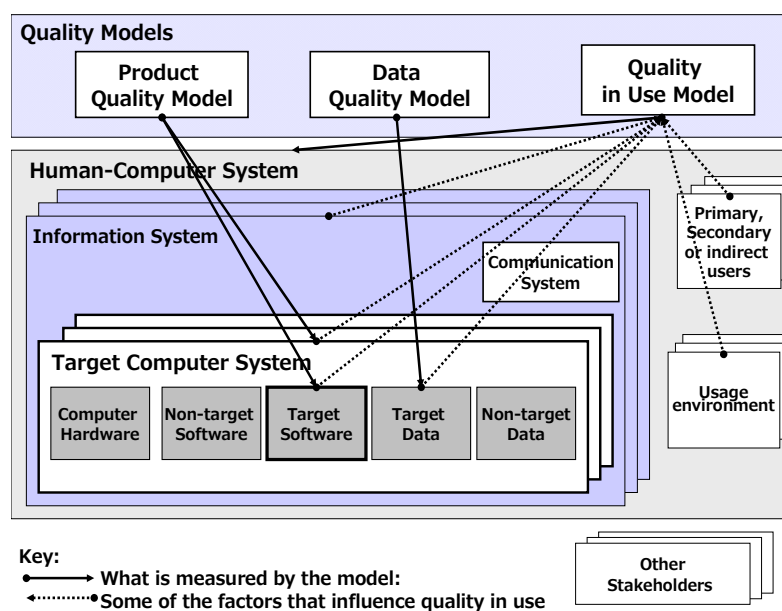 Quality Models
Product
Quality Model
Data
Quality Model
Quality
in Use Model
Human-Computer System
Information System
Communication
System
Primary,
Secondary
or indirect
users
Target Computer System
Computer
Hardware
Non-target
Software
Target
Software
Target
Data
Non-target
Data
Usage
environment
Key:
What is measured by the model:
Some of the factors that influence quality in use
Other
Stakeholders